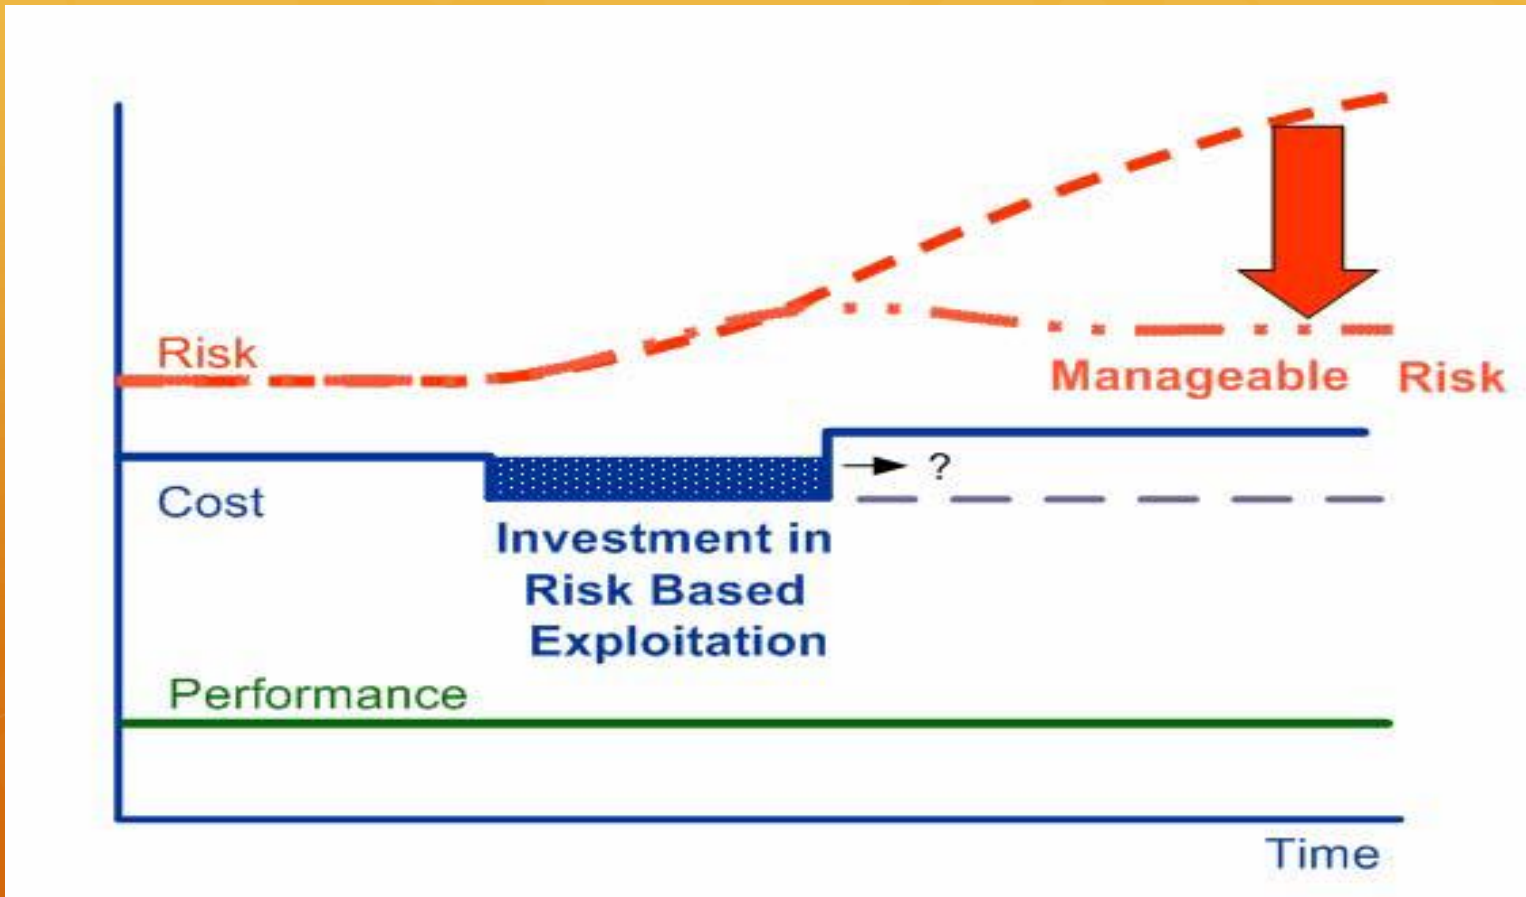 Risk
Manageable Risk
?
Cost
Investment in
Risk Based
Exploitation
Performance
Time